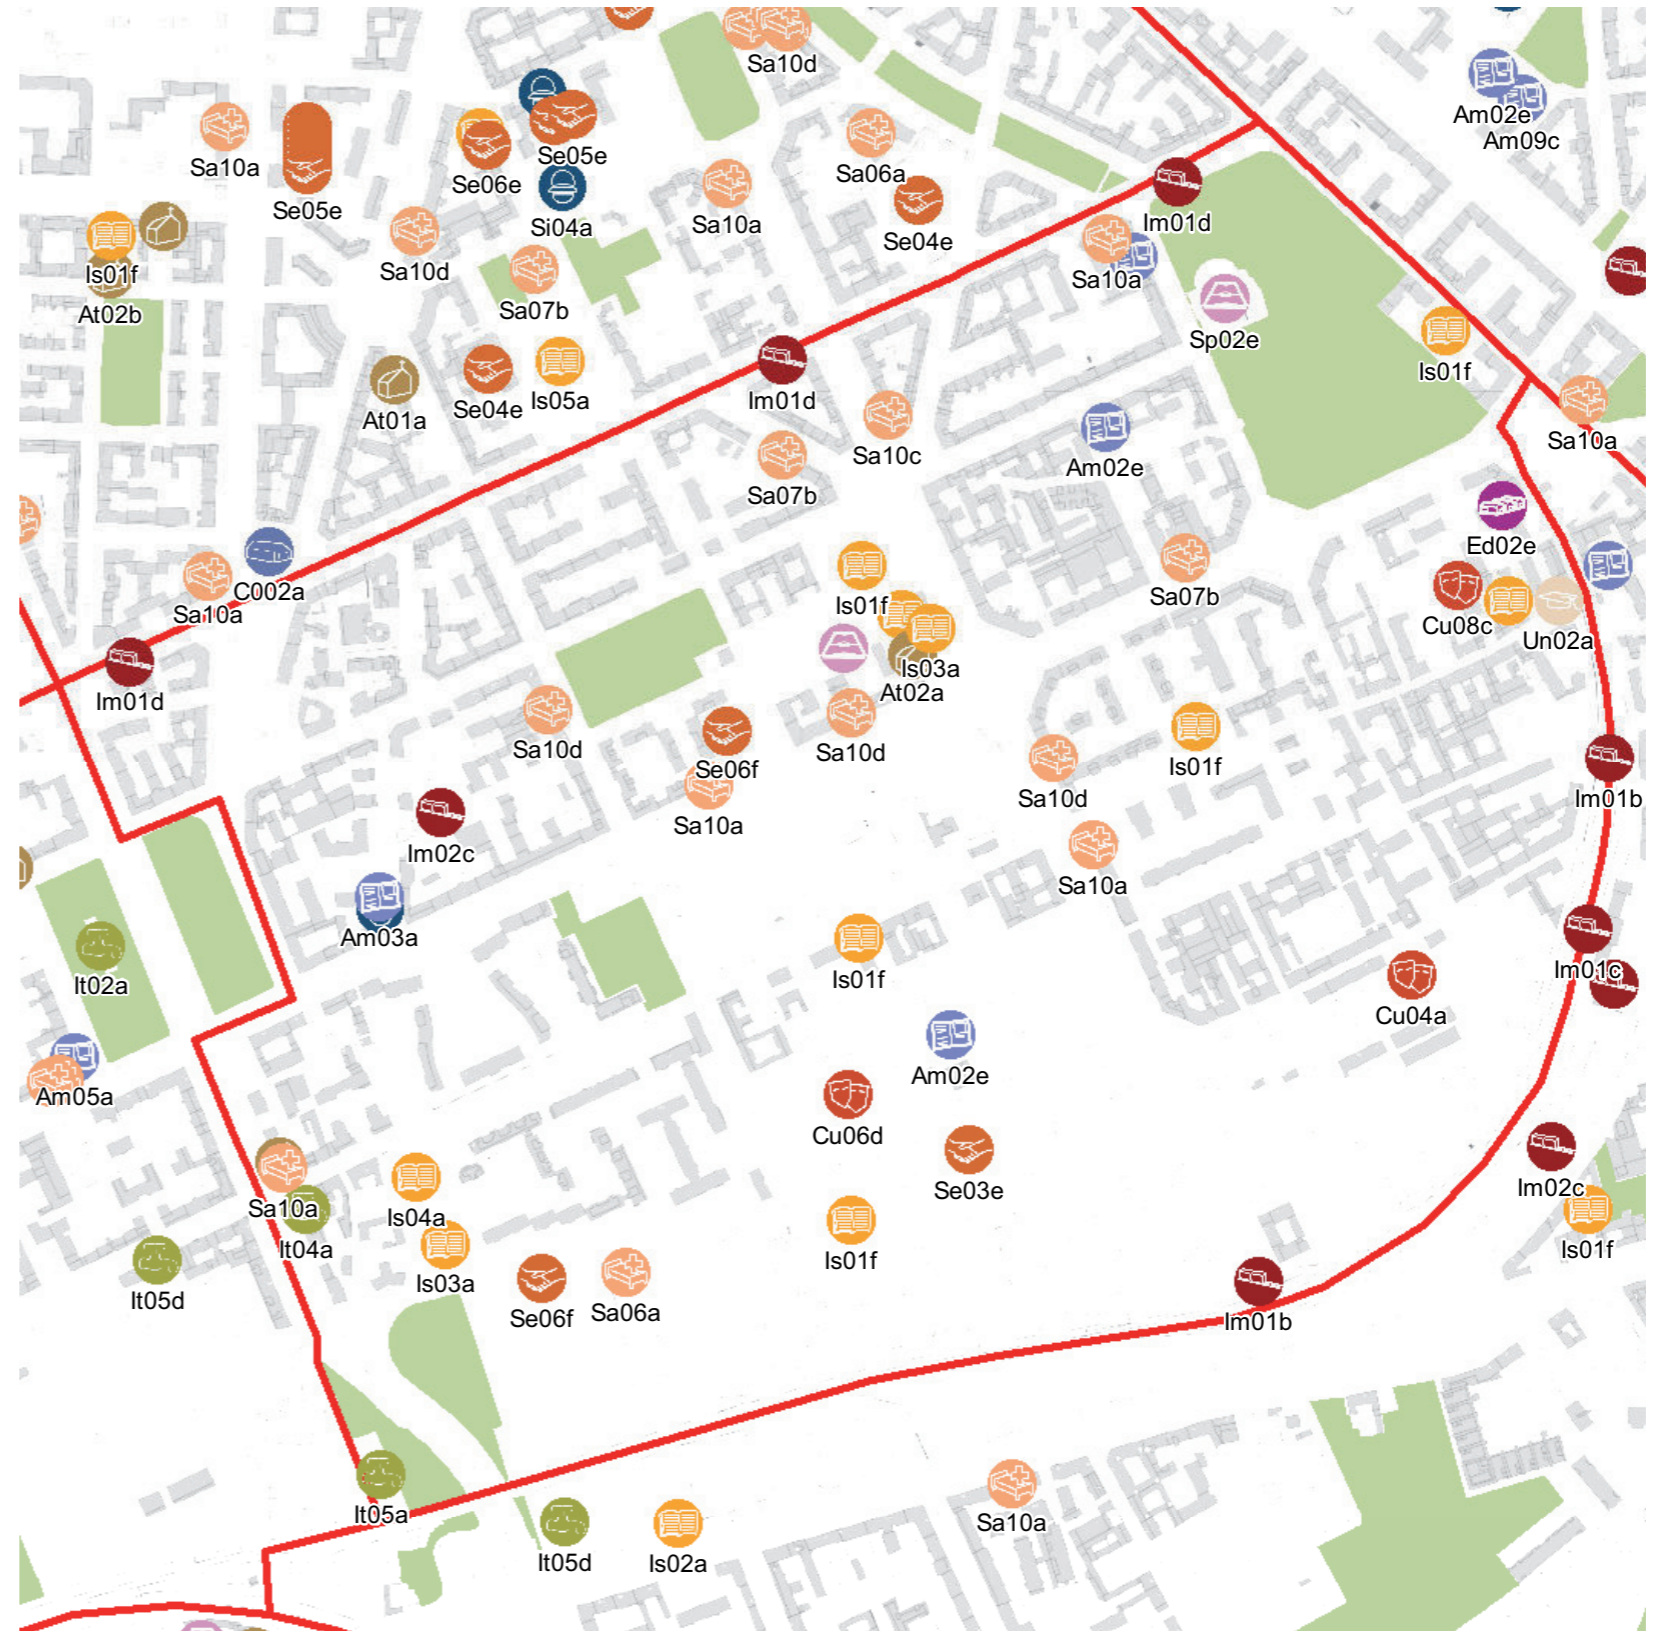 Sa10d
Am02e
Am09c
Sa10a
Se05e
Se06e
Se05e
Si04a
Sa10a
Sa06a
Se04e
Im01d
Sa10d
Sa07b
Sa10a
Is01f
At02b
Sp02e
Is01f
At01a
Se04e
Is05a
Im01d
Sa10c
Sa07b
Am02e
Sa10a
Ed02e
C002a
Sa10a
Is01f
Sa07b
Cu08c
Un02a
Is03a
At02a
Im01d
Sa10d
Se06f
Sa10d
Is01f
Sa10d
Im01b
Sa10a
Im02c
Sa10a
Am03a
It02a
Is01f
Im01c
Cu04a
Am05a
Am02e
Cu06d
Se03e
Im02c
Sa10a
Is04a
It04a
Is01f
Is01f
It05d
Is03a
Se06f
Sa06a
Im01b
It05a
Sa10a
It05d
Is02a